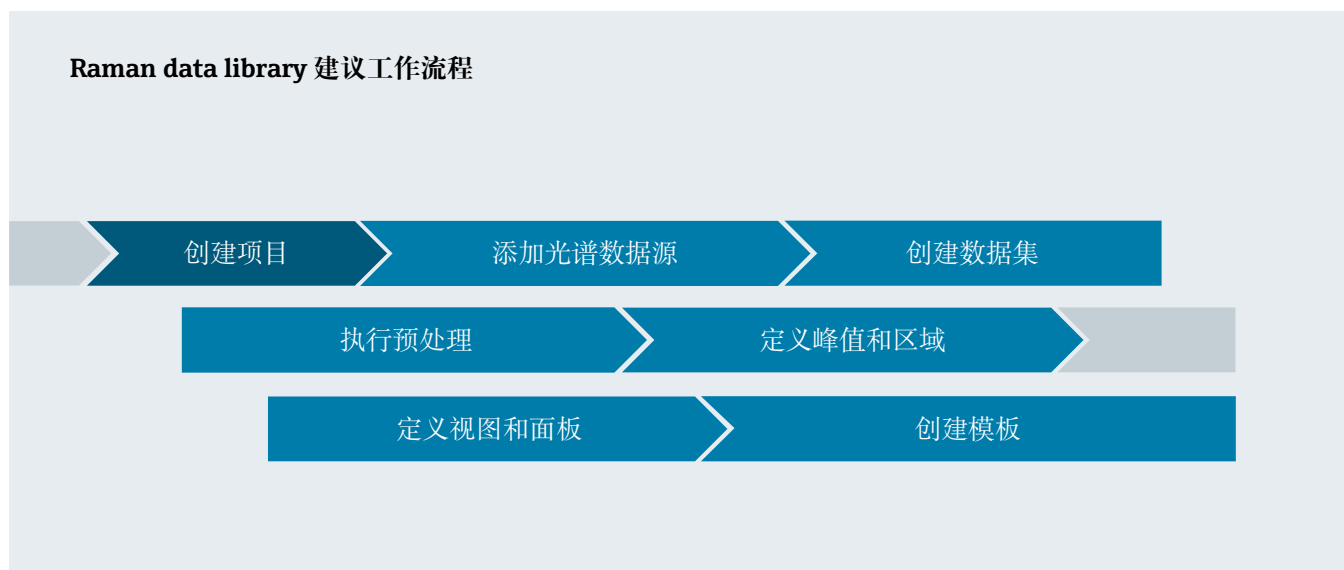 Raman data library 建议工作流程
创建项目
添加光谱数据源
创建数据集
执行预处理
定义峰值和区域
定义视图和面板
创建模板